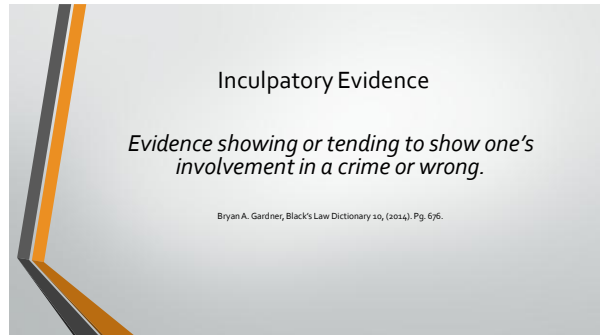 Inculpatory Evidence
Evidence showing or tending to show one's
involvement in a crime or wrong.
Bryan A. Gardner, Black's Law Dictionary 10, (2014). Pg. 676.